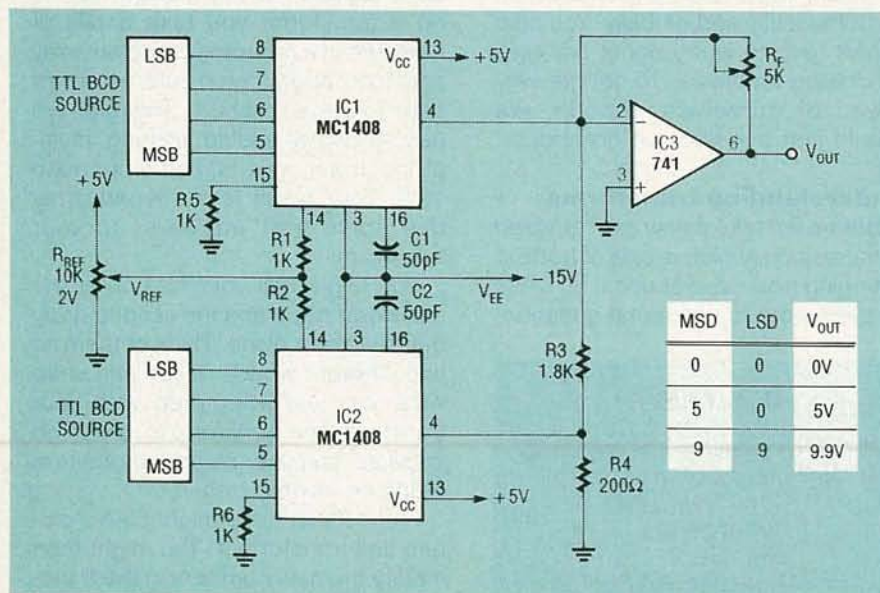 TTL BCD
SOURCE
LSB
MSB
8
7
6
5
15
IC1
MC1408
V_CC
13
+5V
4
14
3
16
R5
1K
+5V
R_REF
10K
2V
V_REF
R1
1K
R2
1K
C1
50pF
C2
50pF
V_EE
−15V
14
3
16
TTL BCD
SOURCE
LSB
MSB
8
7
6
5
15
IC2
MC1408
4
V_CC
13
+5V
R6
1K
R_F
5K
2
−
3
+
IC3
741
6
V_OUT
R3
1.8K
R4
200Ω
MSD LSD V_OUT
0 0 0V
5 0 5V
9 9 9.9V